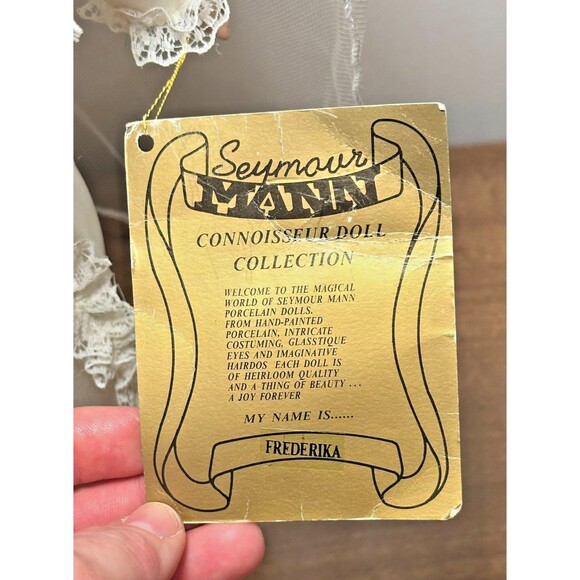 Seymour
MANN
CONNOISSEUR DOLL
COLLECTION
WELCOME TO THE MAGICAL
WORLD OF SEYMOUR MANN
PORCELAIN DOLLS.
FROM HAND-PAINTED
PORCELAIN, INTRICATE
COSTUMING, GLASSTIQUE
EYES AND IMAGINATIVE
HAIRDOS EACH DOLL IS
OF HEIRLOOM QUALITY
AND A THING OF BEAUTY ...
A JOY FOREVER
MY NAME IS......
FREDERIKA